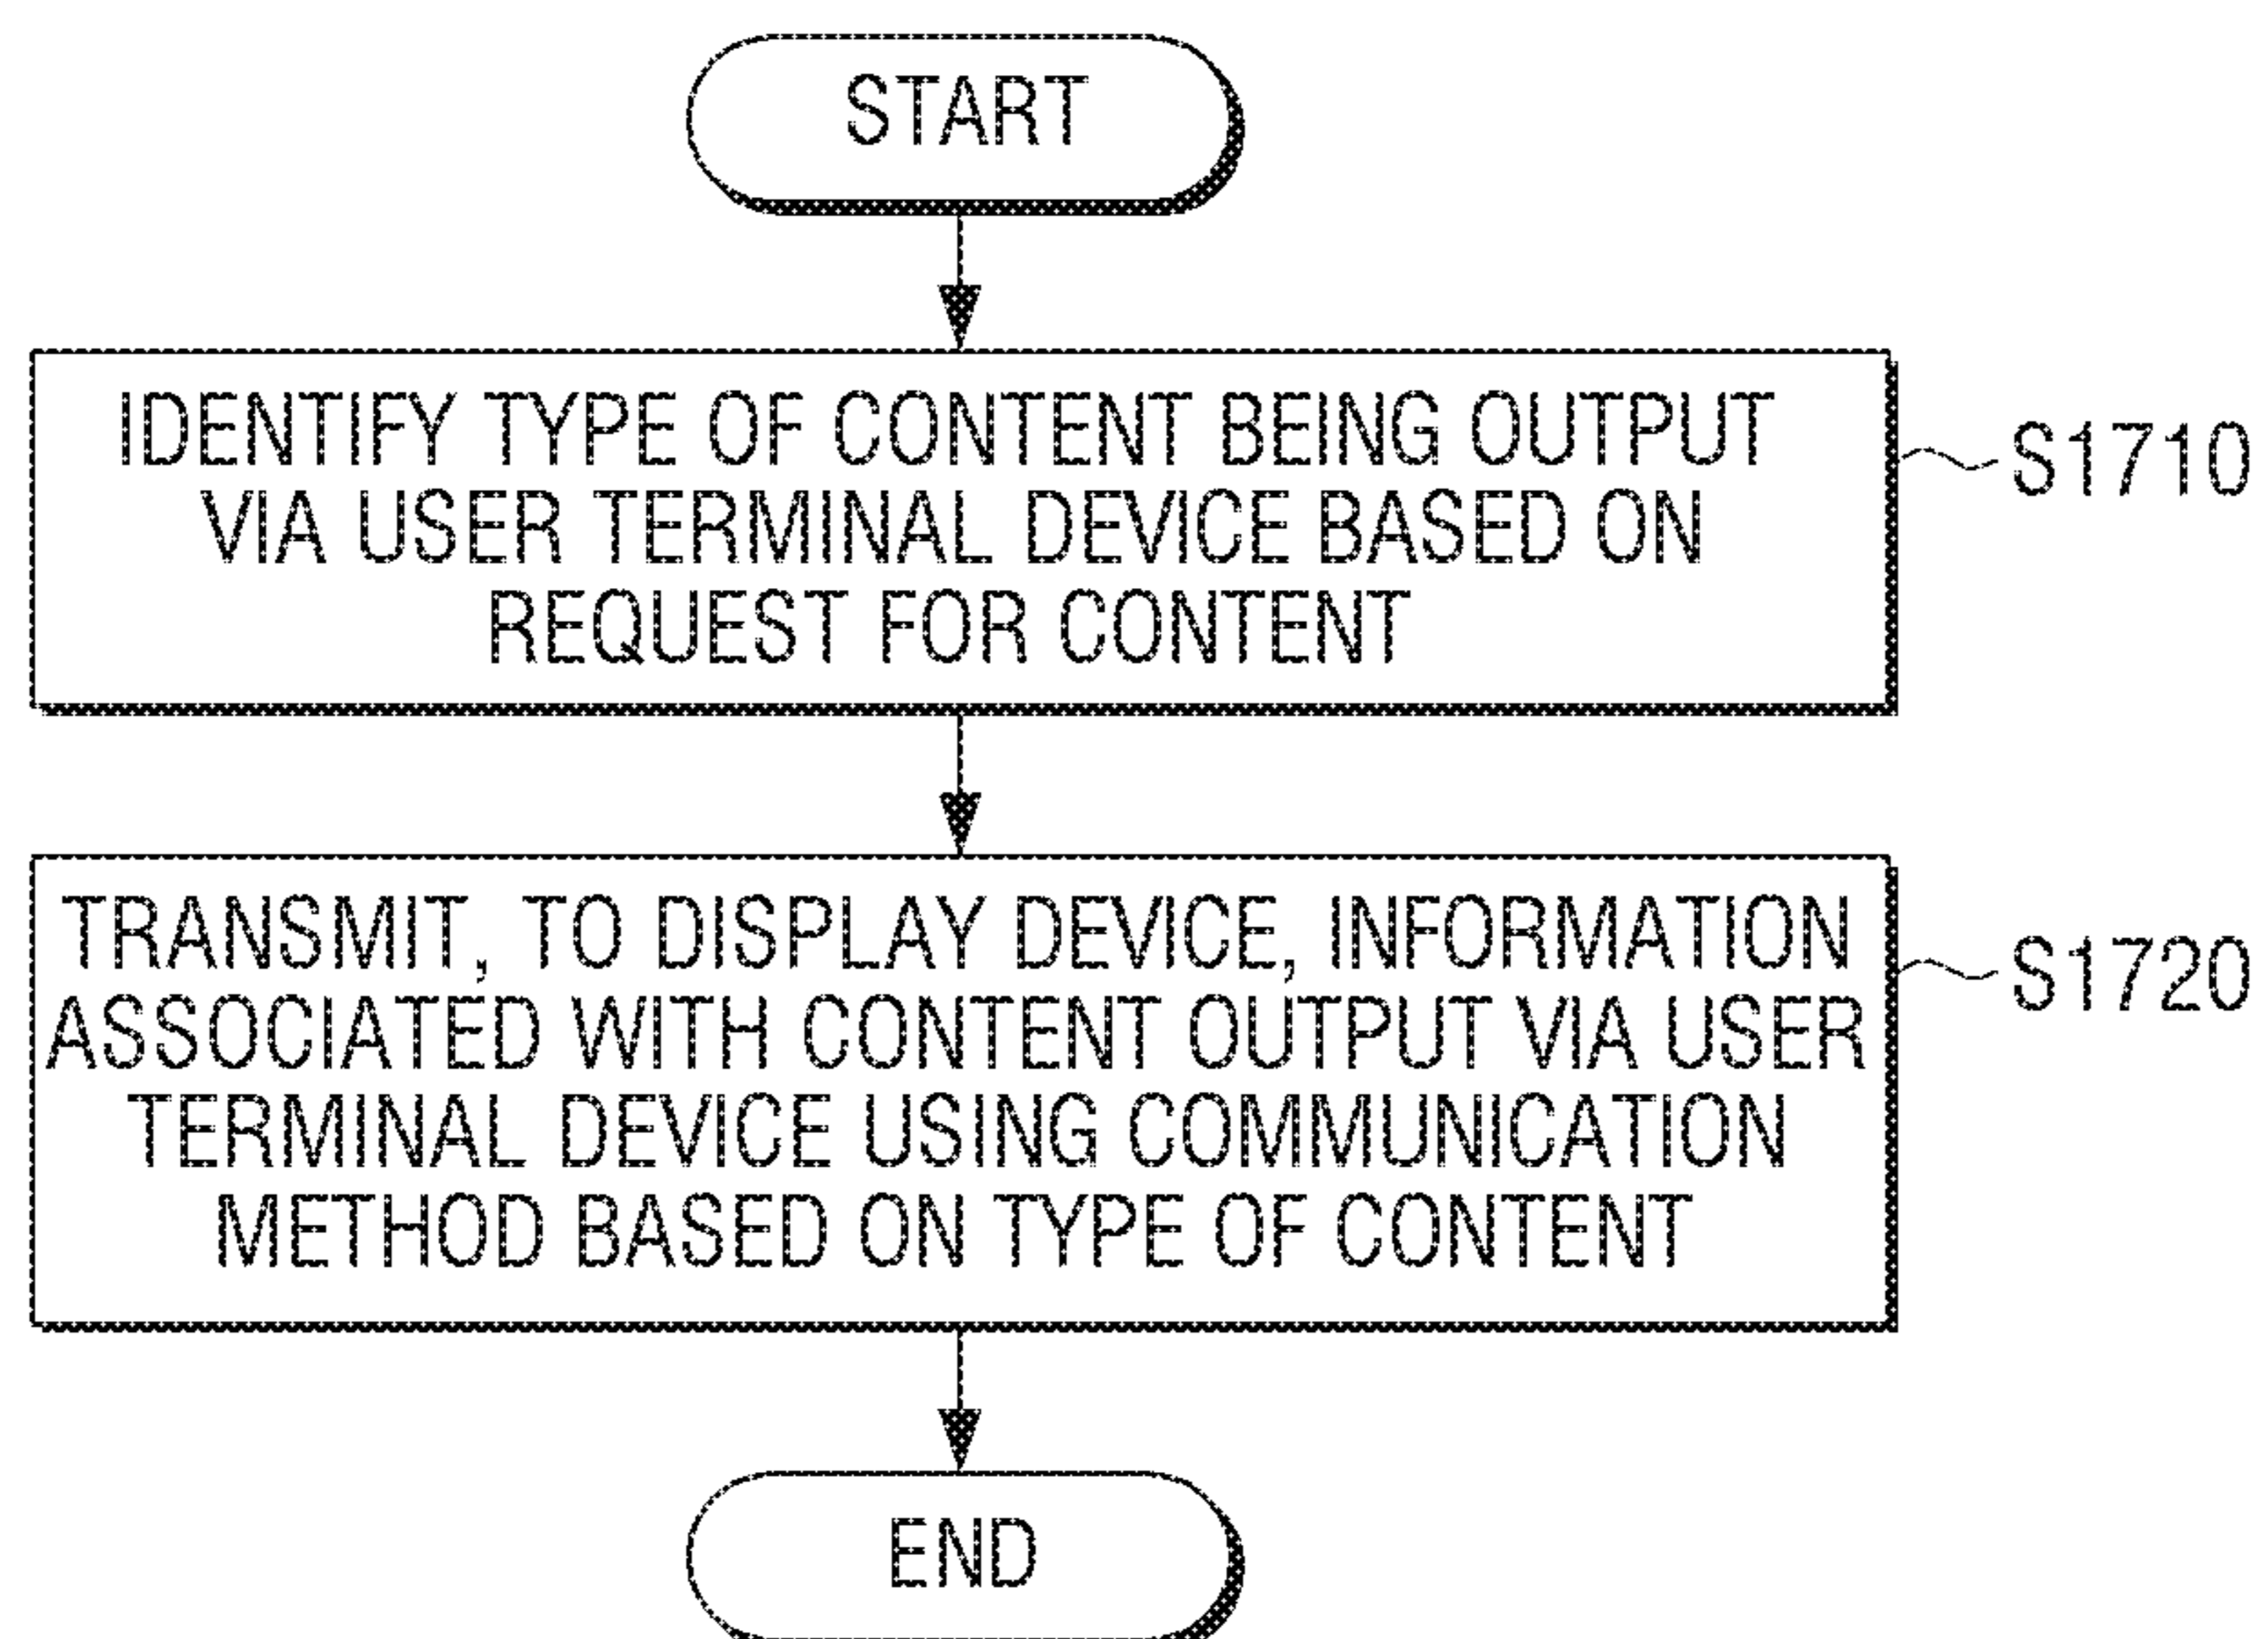 START
IDENTIFY TYPE OF CONTENT BEING OUTPUT
VIA USER TERMINAL DEVICE BASED ON
REQUEST FOR CONTENT
S1710
TRANSMIT, TO DISPLAY DEVICE, INFORMATION
ASSOCIATED WITH CONTENT OUTPUT VIA USER
TERMINAL DEVICE USING COMMUNICATION
METHOD BASED ON TYPE OF CONTENT
S1720
END